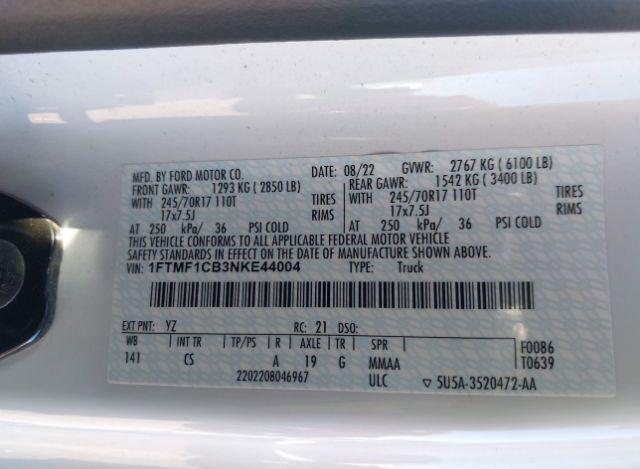 MFD. BY FORD MOTOR CO. DATE: 08/22 GVWR: 2767 KG ( 6100 LB)
FRONT GAWR: 1293 KG ( 2850 LB) REAR GAWR: 1542 KG ( 3400 LB)
WITH 245/70R17 110T TIRES WITH 245/70R17 110T TIRES
17x7.5J RIMS 17x7.5J RIMS
AT 250 kPa/ 36 PSI COLD AT 250 kPa/ 36 PSI COLD
THIS VEHICLE CONFORMS TO ALL APPLICABLE FEDERAL MOTOR VEHICLE
SAFETY STANDARDS IN EFFECT ON THE DATE OF MANUFACTURE SHOWN ABOVE.
VIN: 1FTMF1CB3NKE44004 TYPE: Truck
EXT PNT: YZ RC: 21 DSO:
WB INT TR TP/PS R AXLE TR SPR F0086
141 CS A 19 G MMAA T0639
2202208046967 ULC ▽ 5U5A-3520472-AA